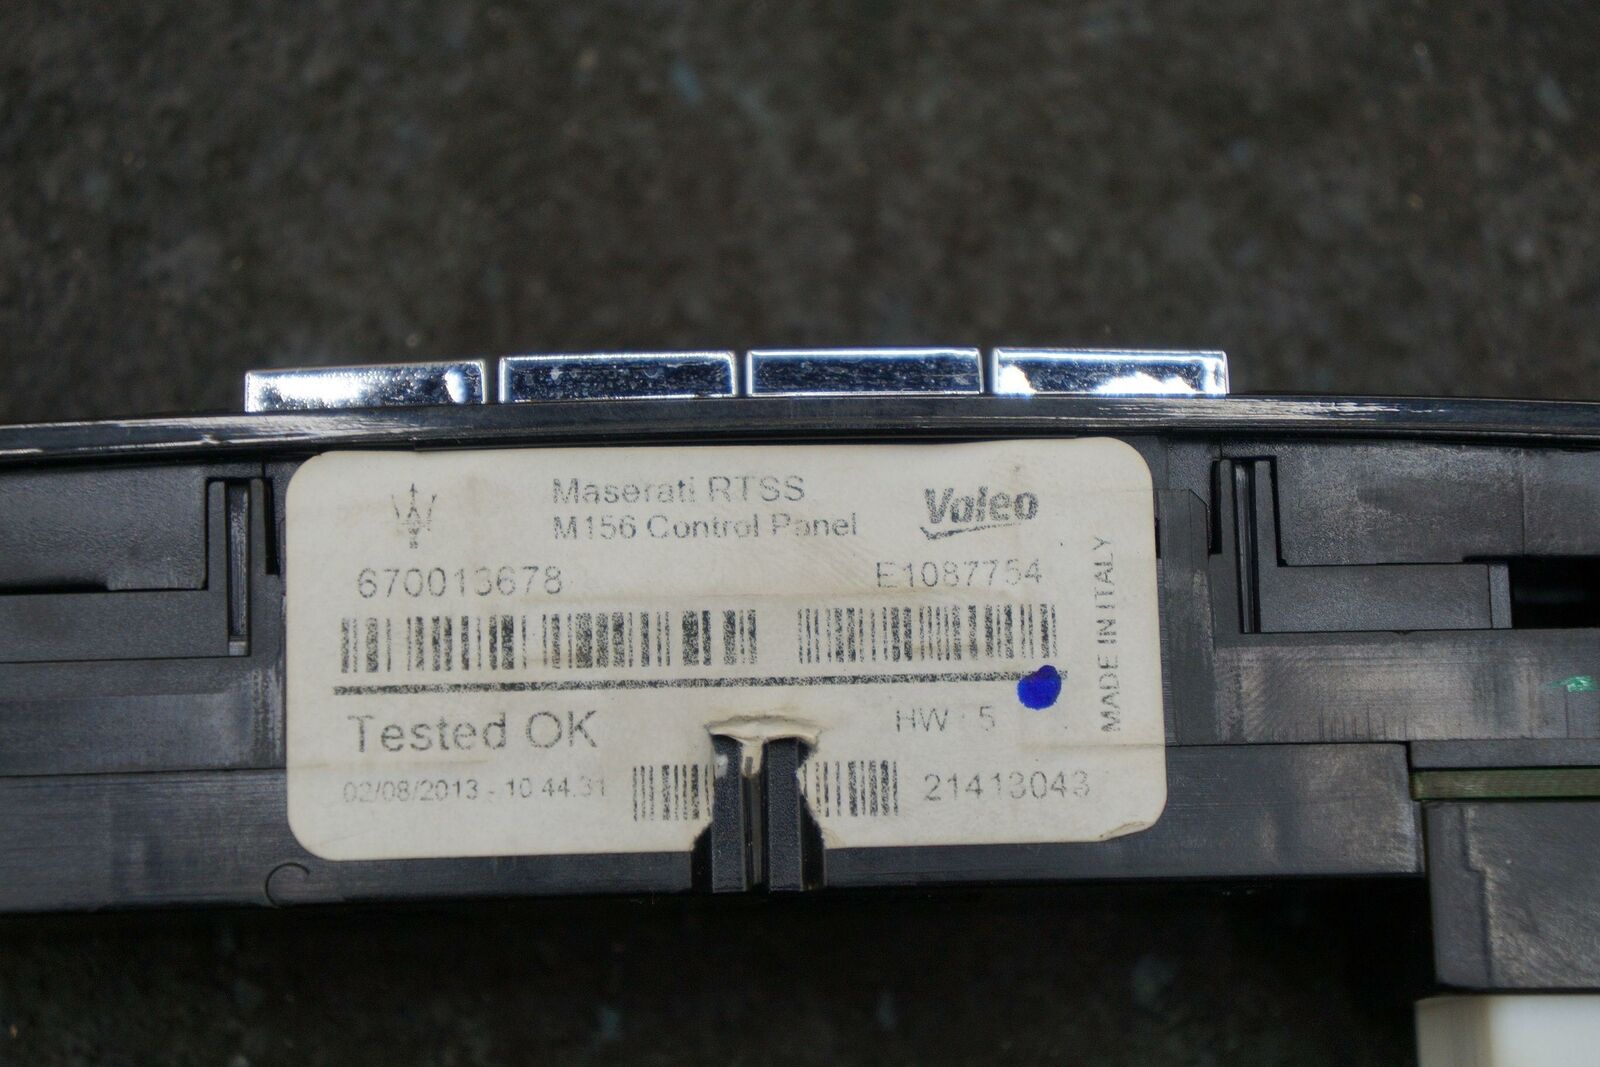 Maserati RTSS
M156 Control Panel
Valeo
670013678
E1087754
MADE IN ITALY
Tested OK
HW : 5
02/08/2013 - 10.44.31
21413043